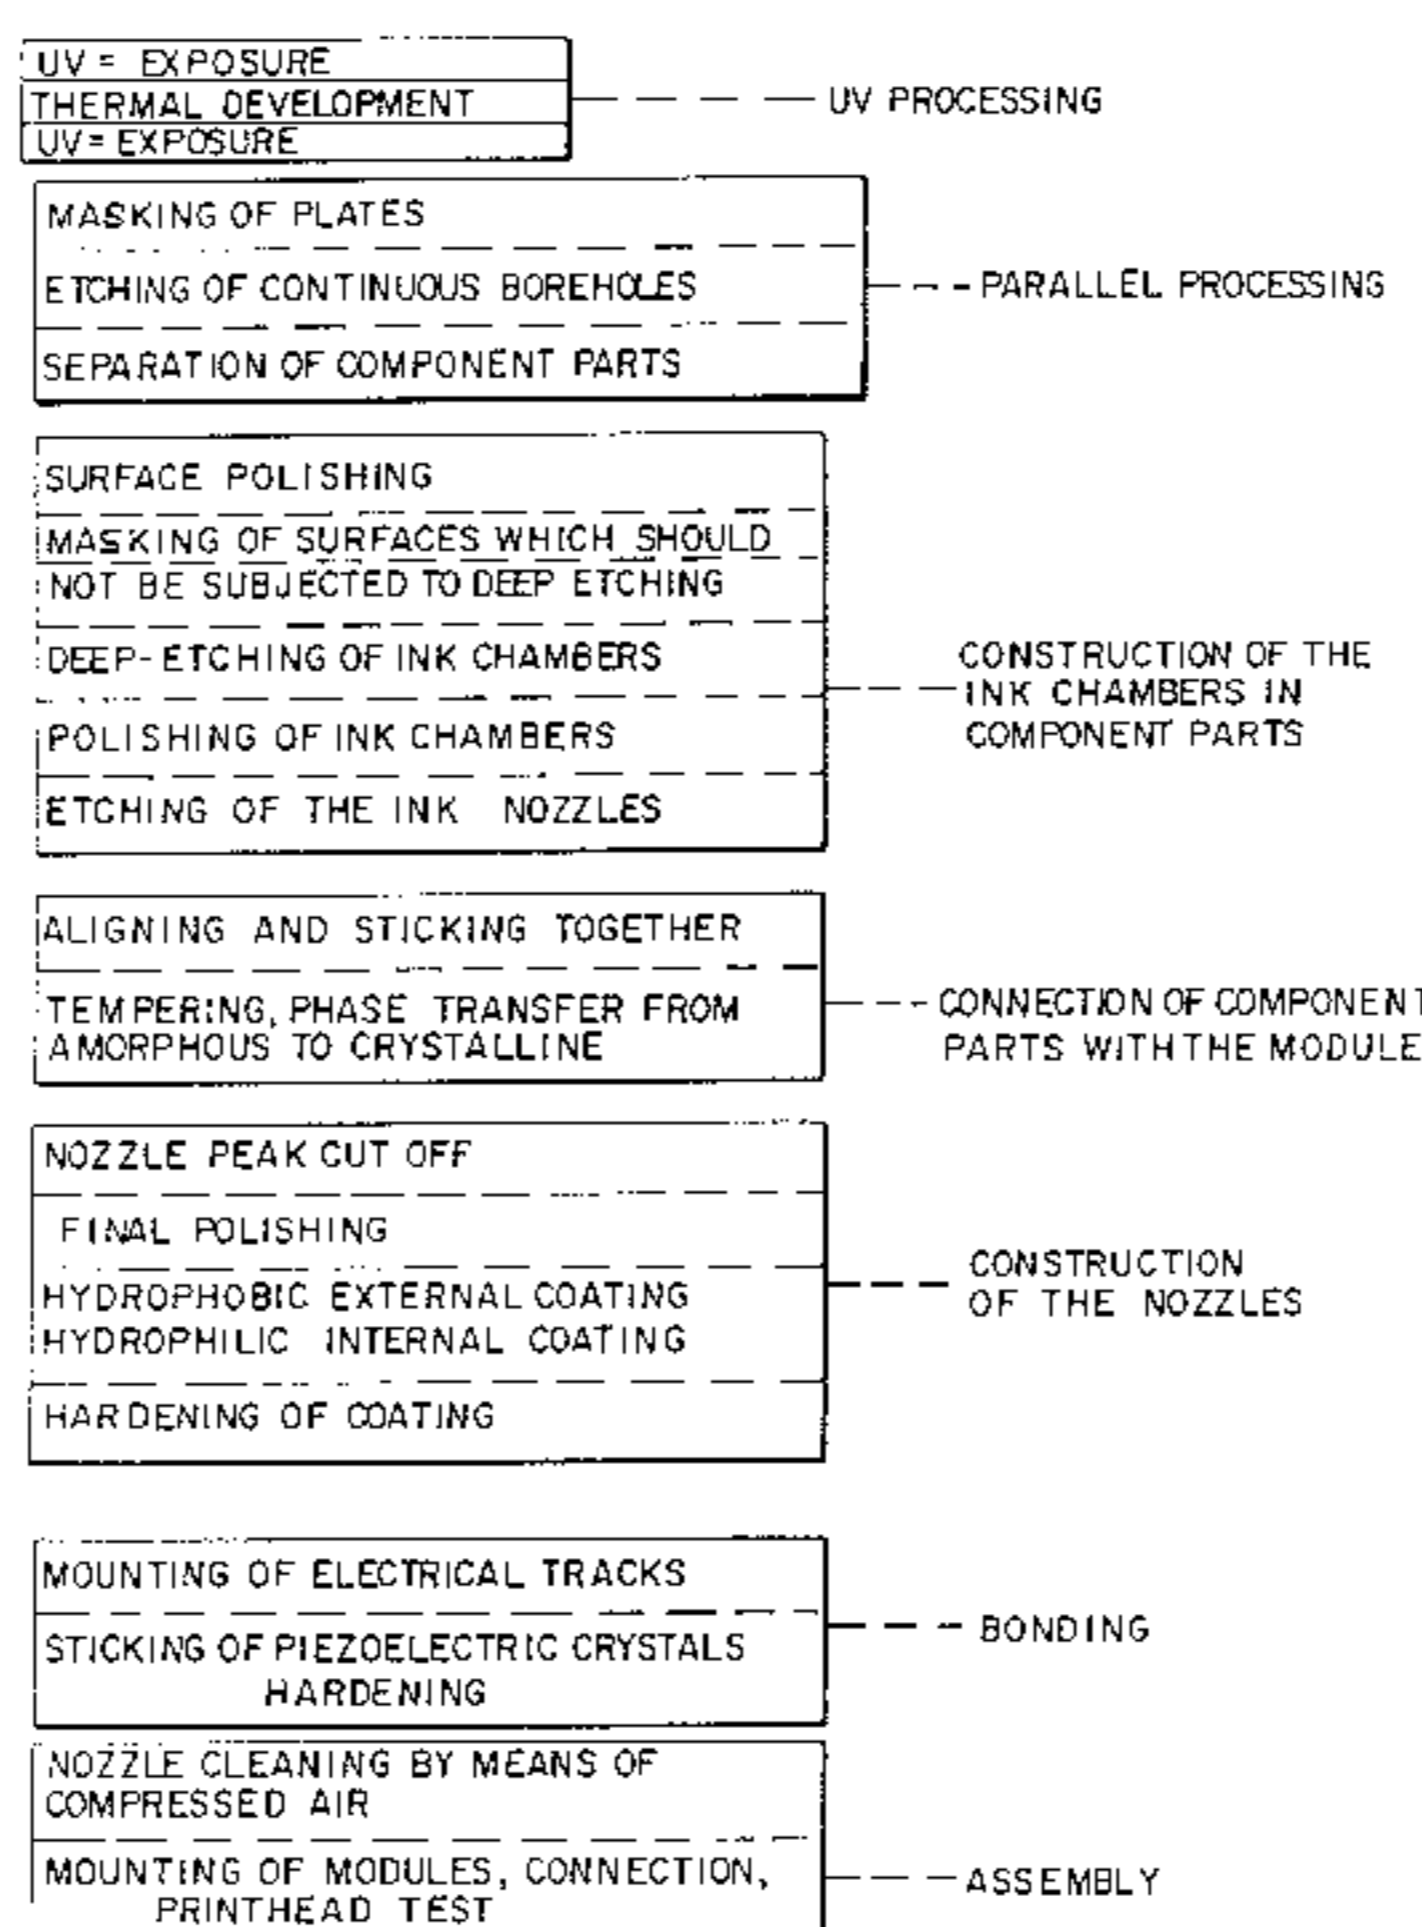 UV = EXPOSURE
THERMAL DEVELOPMENT
UV = EXPOSURE
UV PROCESSING
MASKING OF PLATES
ETCHING OF CONTINUOUS BOREHOLES
SEPARATION OF COMPONENT PARTS
PARALLEL PROCESSING
SURFACE POLISHING
MASKING OF SURFACES WHICH SHOULD
NOT BE SUBJECTED TO DEEP ETCHING
DEEP-ETCHING OF INK CHAMBERS
POLISHING OF INK CHAMBERS
ETCHING OF THE INK NOZZLES
CONSTRUCTION OF THE
INK CHAMBERS IN
COMPONENT PARTS
ALIGNING AND STICKING TOGETHER
TEMPERING, PHASE TRANSFER FROM
AMORPHOUS TO CRYSTALLINE
CONNECTION OF COMPONENT
PARTS WITH THE MODULE
NOZZLE PEAK CUT OFF
FINAL POLISHING
HYDROPHOBIC EXTERNAL COATING
HYDROPHILIC INTERNAL COATING
HARDENING OF COATING
CONSTRUCTION
OF THE NOZZLES
MOUNTING OF ELECTRICAL TRACKS
STICKING OF PIEZOELECTRIC CRYSTALS
HARDENING
BONDING
NOZZLE CLEANING BY MEANS OF
COMPRESSED AIR
MOUNTING OF MODULES, CONNECTION,
PRINTHEAD TEST
ASSEMBLY